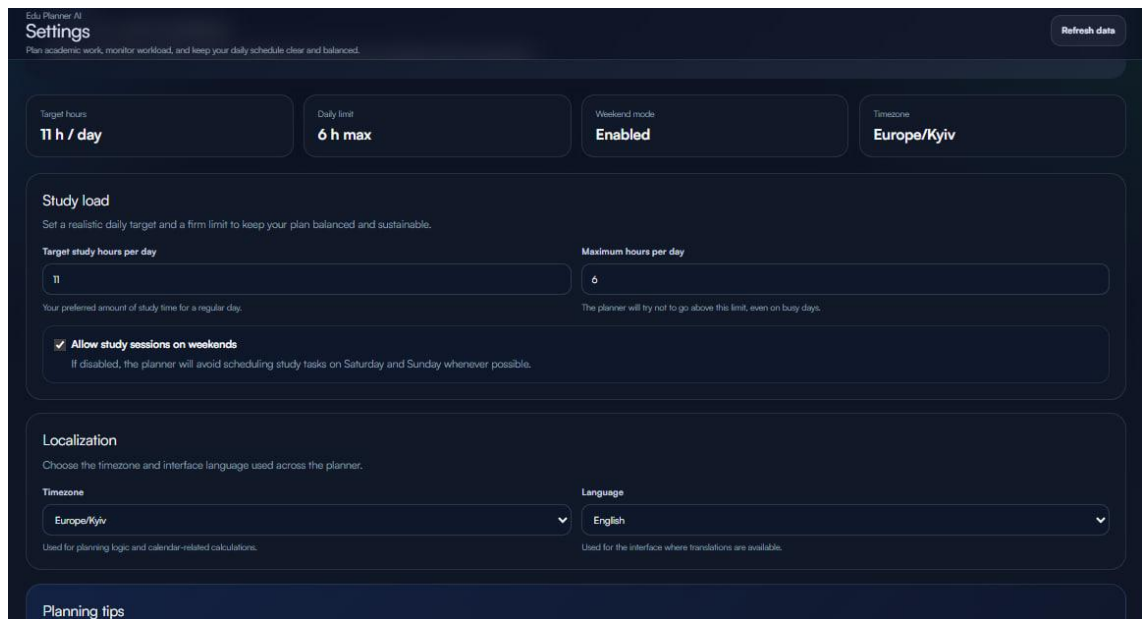 Edu Planner AI
Settings
Plan academic work, monitor workload, and keep your daily schedule clear and balanced.
Refresh data
Target hours
11 h / day
Daily limit
6 h max
Weekend mode
Enabled
Timezone
Europe/Kyiv
Study load
Set a realistic daily target and a firm limit to keep your plan balanced and sustainable.
Target study hours per day
11
Your preferred amount of study time for a regular day.
Maximum hours per day
6
The planner will try not to go above this limit, even on busy days.
Allow study sessions on weekends
If disabled, the planner will avoid scheduling study tasks on Saturday and Sunday whenever possible.
Localization
Choose the timezone and interface language used across the planner.
Timezone
Europe/Kyiv
Used for planning logic and calendar-related calculations.
Language
English
Used for the interface where translations are available.
Planning tips